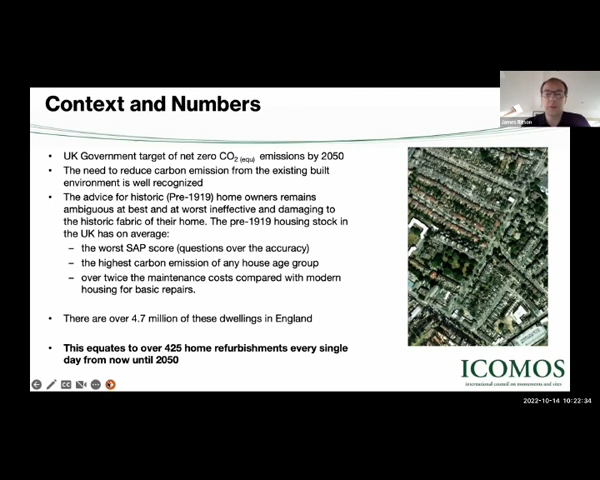 Context and Numbers
• UK Government target of net zero CO2 (equ) emissions by 2050
• The need to reduce carbon emission from the existing built
environment is well recognized
• The advice for historic (Pre-1919) home owners remains
ambiguous at best and at worst ineffective and damaging to
the historic fabric of their home. The pre-1919 housing stock in
the UK has on average:
– the worst SAP score (questions over the accuracy)
– the highest carbon emission of any house age group
– over twice the maintenance costs compared with modern
housing for basic repairs.
• There are over 4.7 million of these dwellings in England
• This equates to over 425 home refurbishments every single
day from now until 2050
ICOMOS
international council on monuments and sites
James
CC
2022-10-14 10:22:34